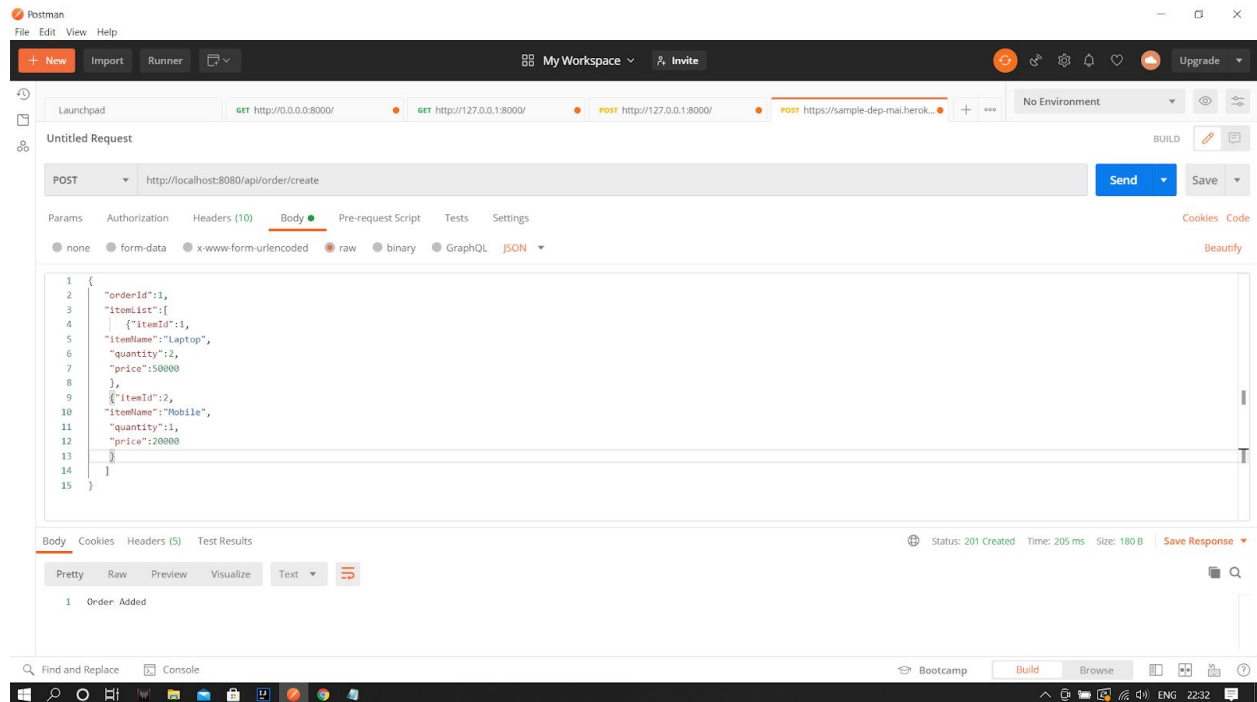 Postman
File Edit View Help
+ New Import Runner My Workspace Invite Upgrade
Launchpad GET http://0.0.0.0:8000/ GET http://127.0.0.1:8000/ POST http://127.0.0.1:8000/ POST https://sample-dep-mai.herok... + ooo No Environment
Untitled Request BUILD
POST http://localhost:8080/api/order/create Send Save
Params Authorization Headers (10) Body Pre-request Script Tests Settings Cookies Code
none form-data x-www-form-urlencoded raw binary GraphQL JSON Beautify
1 {
2 "orderId":1,
3 "itemList":[
4 {"itemId":1,
5 "itemName":"Laptop",
6 "quantity":2,
7 "price":50000
8 },
9 {"itemId":2,
10 "itemName":"Mobile",
11 "quantity":1,
12 "price":20000
13 }
14 ]
15 }
Body Cookies Headers (5) Test Results Status: 201 Created Time: 205 ms Size: 180 B Save Response
Pretty Raw Preview Visualize Text
1 Order Added
Find and Replace Console Bootcamp Build Browse
ENG 22:32